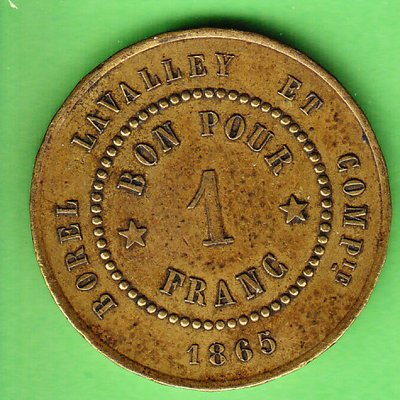 BOREL LAVALLEY ET COMPIE
1865
BON POUR
1
FRANC